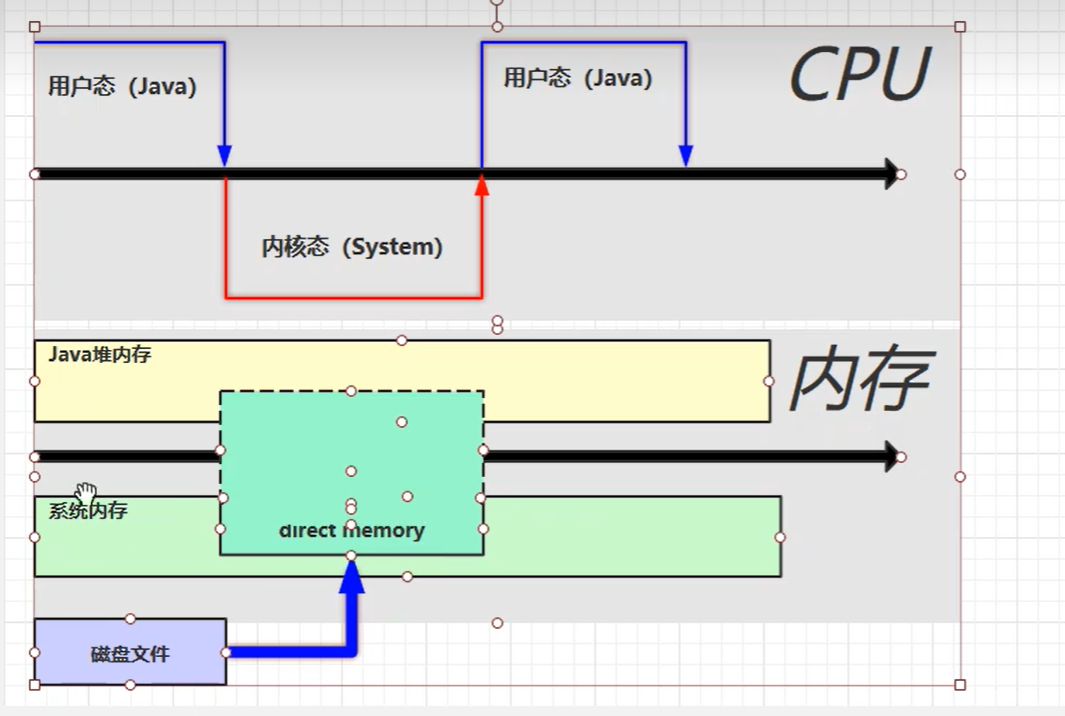 用户态（Java）
用户态（Java）
CPU
内核态（System）
Java堆内存
内存
系统内存
direct memory
磁盘文件